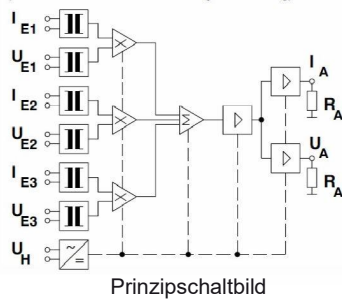 I E1
U E1
I E2
U E2
I E3
U E3
U H
Σ
I A
R A
U A
R A
Prinzipschaltbild